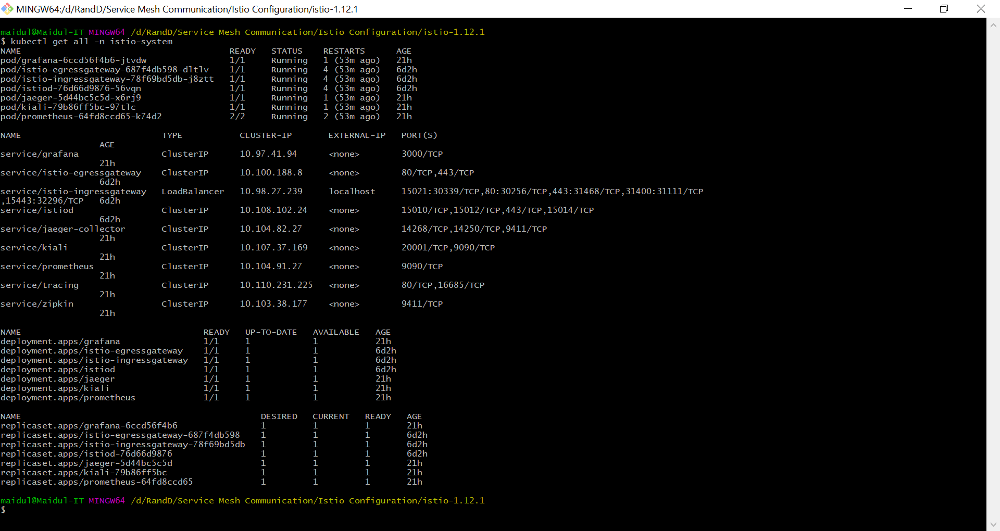 MINGW64:/d/RandD/Service Mesh Communication/Istio Configuration/istio-1.12.1
maidul@Maidul-IT MINGW64 /d/RandD/Service Mesh Communication/Istio Configuration/istio-1.12.1
$ kubectl get all -n istio-system
NAME                                        READY   STATUS    RESTARTS      AGE
pod/grafana-6ccd56f4b6-jtvdw                1/1     Running   1 (53m ago)   21h
pod/istio-egressgateway-687f4db598-dltlv    1/1     Running   4 (53m ago)   6d2h
pod/istio-ingressgateway-78f69bd5db-j8ztt   1/1     Running   4 (53m ago)   6d2h
pod/istiod-76d66d9876-56vqn                 1/1     Running   4 (53m ago)   6d2h
pod/jaeger-5d44bc5c5d-x6rj9                 1/1     Running   1 (53m ago)   21h
pod/kiali-79b86ff5bc-97tlc                  1/1     Running   1 (53m ago)   21h
pod/prometheus-64fd8ccd65-k74d2             2/2     Running   2 (53m ago)   21h
NAME                           TYPE           CLUSTER-IP       EXTERNAL-IP   PORT(S)
                   AGE
service/grafana                ClusterIP      10.97.41.94      <none>        3000/TCP
                   21h
service/istio-egressgateway    ClusterIP      10.100.188.8     <none>        80/TCP,443/TCP
                   6d2h
service/istio-ingressgateway   LoadBalancer   10.98.27.239     localhost     15021:30339/TCP,80:30256/TCP,443:31468/TCP,31400:31111/TCP
,15443:32296/TCP   6d2h
service/istiod                 ClusterIP      10.108.102.24    <none>        15010/TCP,15012/TCP,443/TCP,15014/TCP
                   6d2h
service/jaeger-collector       ClusterIP      10.104.82.27     <none>        14268/TCP,14250/TCP,9411/TCP
                   21h
service/kiali                  ClusterIP      10.107.37.169    <none>        20001/TCP,9090/TCP
                   21h
service/prometheus             ClusterIP      10.104.91.27     <none>        9090/TCP
                   21h
service/tracing                ClusterIP      10.110.231.225   <none>        80/TCP,16685/TCP
                   21h
service/zipkin                 ClusterIP      10.103.38.177    <none>        9411/TCP
                   21h
NAME                                   READY   UP-TO-DATE   AVAILABLE   AGE
deployment.apps/grafana                1/1     1            1           21h
deployment.apps/istio-egressgateway    1/1     1            1           6d2h
deployment.apps/istio-ingressgateway   1/1     1            1           6d2h
deployment.apps/istiod                 1/1     1            1           6d2h
deployment.apps/jaeger                 1/1     1            1           21h
deployment.apps/kiali                  1/1     1            1           21h
deployment.apps/prometheus             1/1     1            1           21h
NAME                                              DESIRED   CURRENT   READY   AGE
replicaset.apps/grafana-6ccd56f4b6                1         1         1       21h
replicaset.apps/istio-egressgateway-687f4db598    1         1         1       6d2h
replicaset.apps/istio-ingressgateway-78f69bd5db   1         1         1       6d2h
replicaset.apps/istiod-76d66d9876                 1         1         1       6d2h
replicaset.apps/jaeger-5d44bc5c5d                 1         1         1       21h
replicaset.apps/kiali-79b86ff5bc                  1         1         1       21h
replicaset.apps/prometheus-64fd8ccd65             1         1         1       21h
maidul@Maidul-IT MINGW64 /d/RandD/Service Mesh Communication/Istio Configuration/istio-1.12.1
$